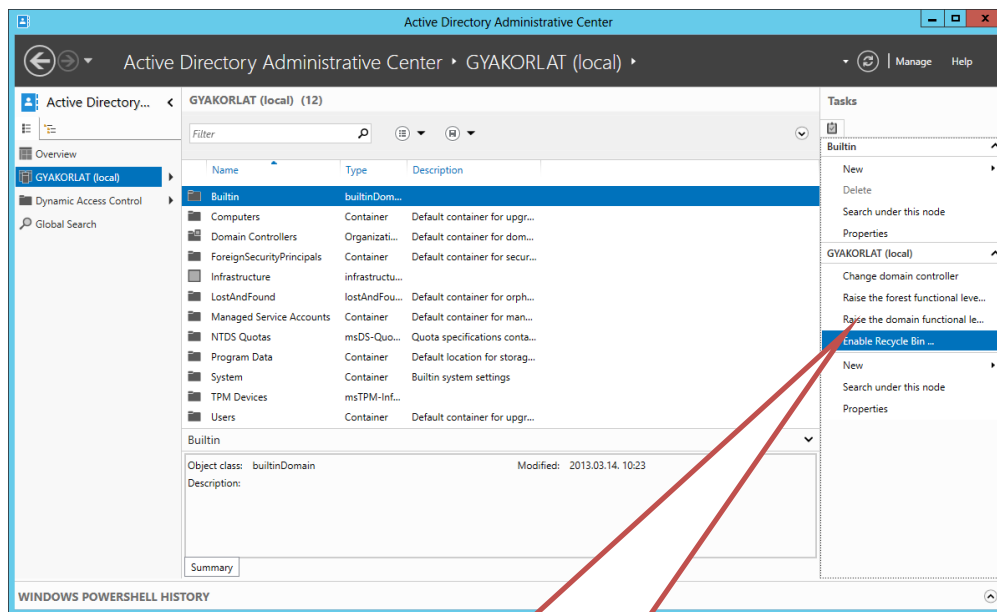 Active Directory Administrative Center
Active Directory Administrative Center • GYAKORLAT (local) •
Manage Help
Active Directory...
Overview
GYAKORLAT (local)
Dynamic Access Control
Global Search
GYAKORLAT (local) (12)
Filter
Name Type Description
Builtin builtinDom...
Computers Container Default container for upgr...
Domain Controllers Organizati... Default container for dom...
ForeignSecurityPrincipals Container Default container for secur...
Infrastructure infrastructu...
LostAndFound lostAndFou... Default container for orph...
Managed Service Accounts Container Default container for man...
NTDS Quotas msDS-Quo... Quota specifications conta...
Program Data Container Default location for storag...
System Container Builtin system settings
TPM Devices msTPM-Inf...
Users Container Default container for upgr...
Builtin
Object class: builtinDomain Modified: 2013.03.14. 10:23
Description:
Summary
Tasks
Builtin
New
Delete
Search under this node
Properties
GYAKORLAT (local)
Change domain controller
Raise the forest functional leve...
Raise the domain functional le...
Enable Recycle Bin ...
New
Search under this node
Properties
WINDOWS POWERSHELL HISTORY